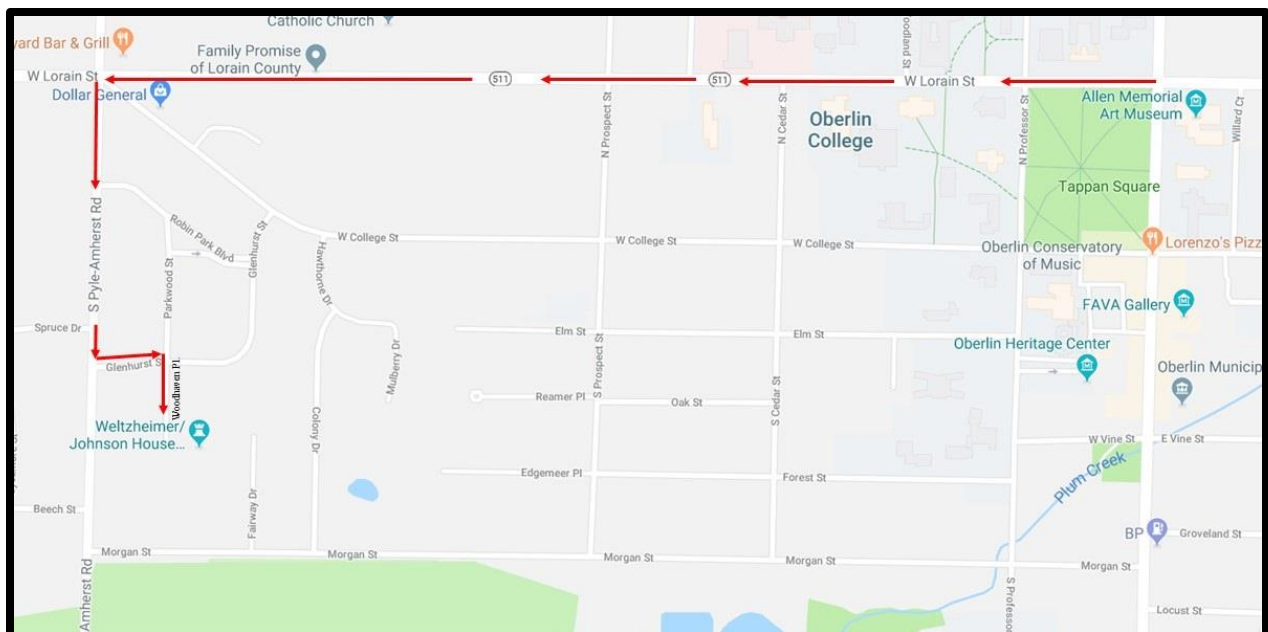 Catholic Church
yard Bar & Grill
Family Promise
of Lorain County
oodland St
W Lorain St
511
511
W Lorain St
Dollar General
Allen Memorial
Art Museum
Oberlin
College
N Prospect St
N Cedar St
N Professor St
Willard Ct
Tappan Square
S Pyle-Amherst Rd
Robin Park Blvd
Glenhurst St
Parkwood St
Hawthorne Dr
W College St
W College St
W College St
Oberlin Conservatory
of Music
Lorenzo's Pizz
FAVA Gallery
Spruce Dr
Elm St
Elm St
Oberlin Heritage Center
Glenhurst S
Woodhaven Pl.
Mulberry Dr
S Prospect St
S Cedar St
Oberlin Municip
Reamer Pl
Oak St
Weltzheimer/
Johnson House...
Colony Dr
W Vine St
E Vine St
Edgemeer Pl
Forest St
Plum Creek
Fairway Dr
Beech St
BP
Groveland St
Morgan St
Morgan St
Morgan St
Morgan St
Morgan St
Amherst Rd
S Professo
Locust St